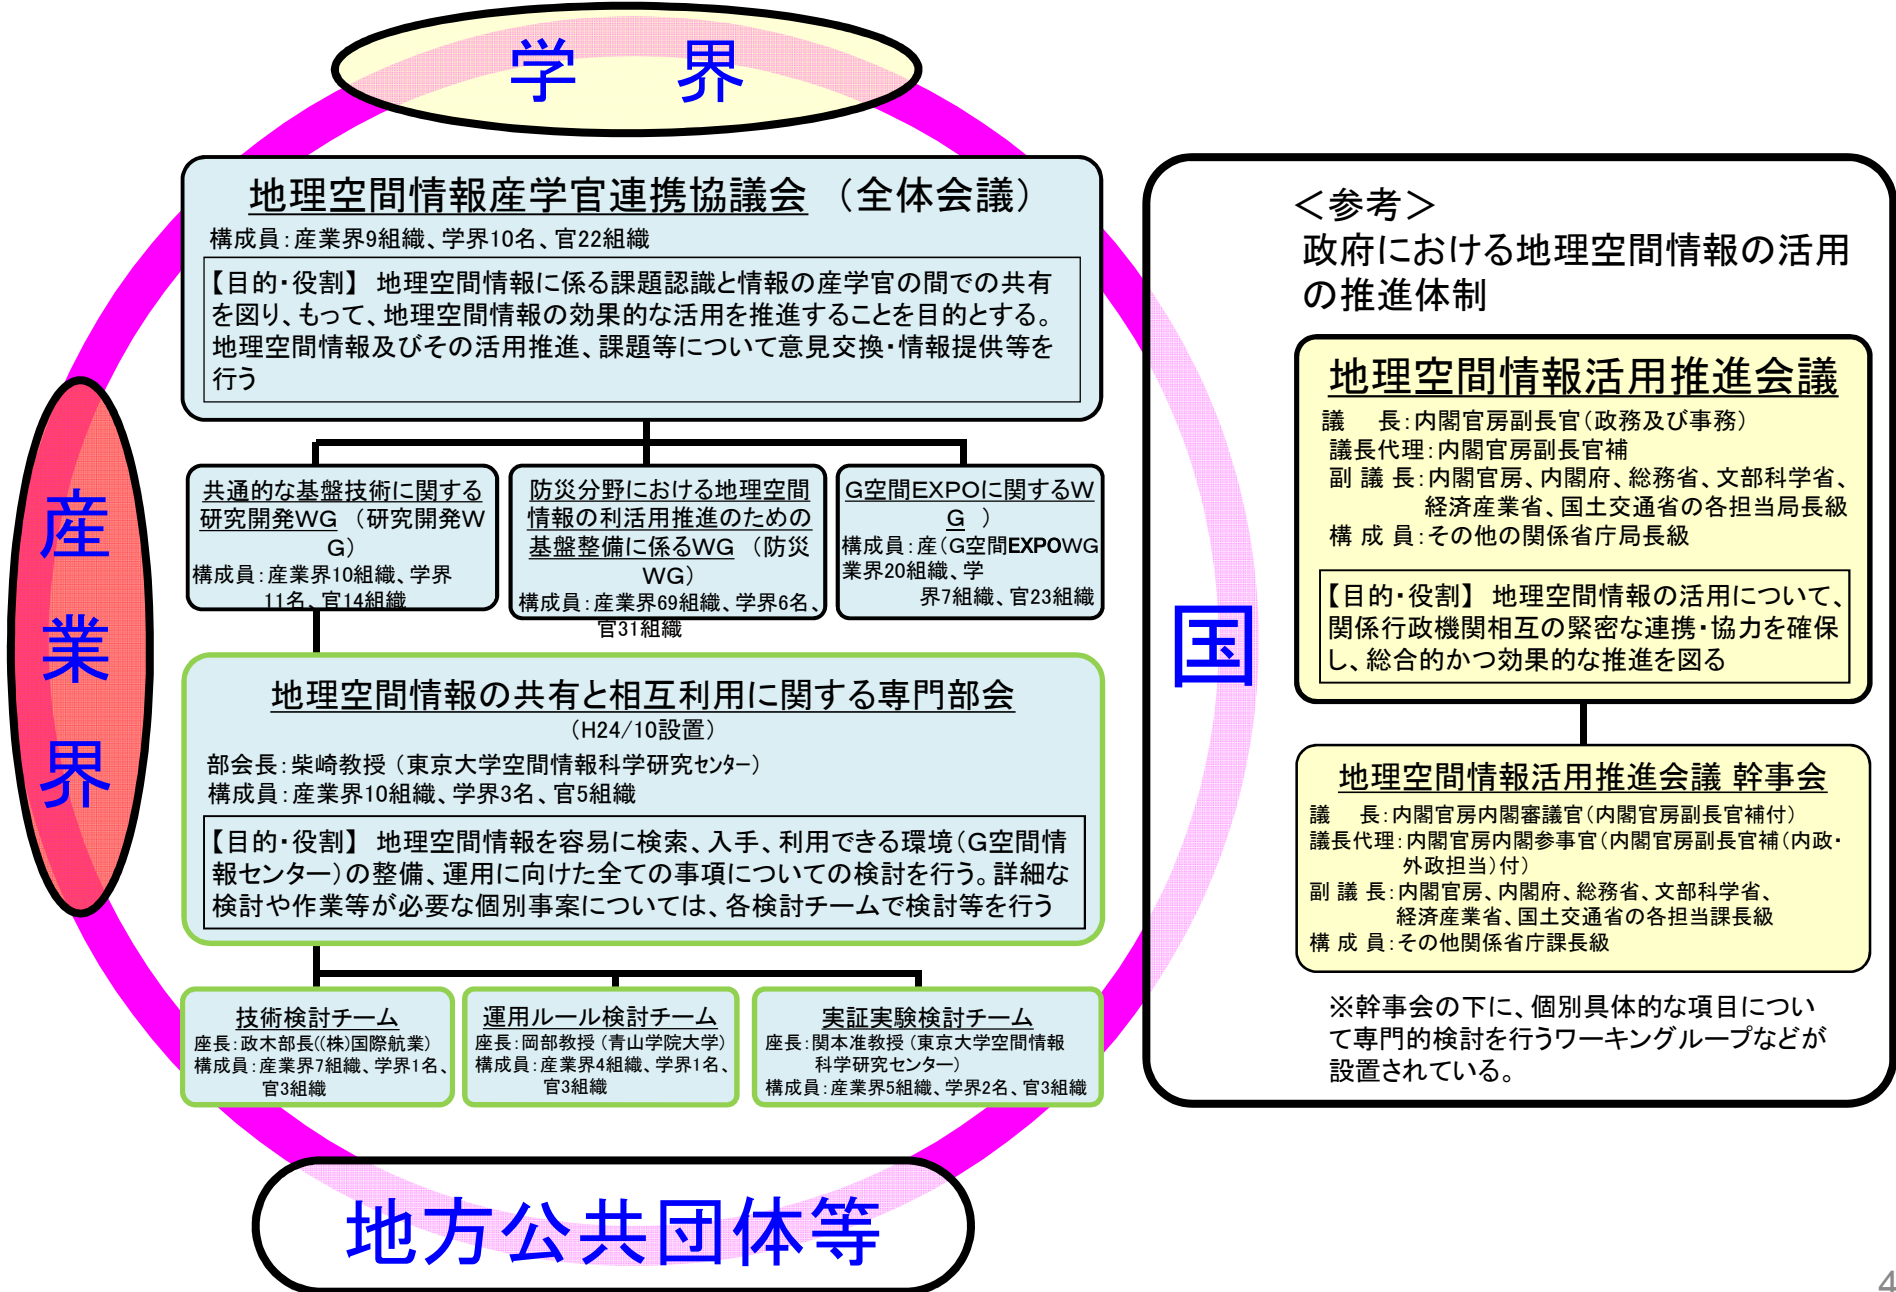 学　界
地理空間情報産学官連携協議会 （全体会議）
構成員：産業界9組織、学界10名、官22組織
【目的・役割】 地理空間情報に係る課題認識と情報の産学官の間での共有
を図り、もって、地理空間情報の効果的な活用を推進することを目的とする。
地理空間情報及びその活用推進、課題等について意見交換・情報提供等を
行う
共通的な基盤技術に関する
研究開発WG （研究開発W
G）
構成員：産業界10組織、学界
11名、官14組織
防災分野における地理空間
情報の利活用推進のための
基盤整備に係るWG （防災
WG）
構成員：産業界69組織、学界6名、
官31組織
G空間EXPOに関するW
G ）
構成員：産（G空間EXPOWG
業界20組織、学
界7組織、官23組織
産業界
地理空間情報の共有と相互利用に関する専門部会
（H24/10設置）
部会長：柴崎教授 （東京大学空間情報科学研究センター）
構成員：産業界10組織、学界3名、官5組織
【目的・役割】 地理空間情報を容易に検索、入手、利用できる環境（G空間情
報センター）の整備、運用に向けた全ての事項についての検討を行う。詳細な
検討や作業等が必要な個別事案については、各検討チームで検討等を行う
技術検討チーム
座長：政木部長（(株)国際航業）
構成員：産業界7組織、学界1名、
官3組織
運用ルール検討チーム
座長：岡部教授 （青山学院大学）
構成員：産業界4組織、学界1名、
官3組織
実証実験検討チーム
座長：関本准教授 （東京大学空間情報
科学研究センター）
構成員：産業界5組織、学界2名、官3組織
地方公共団体等
国
＜参考＞
政府における地理空間情報の活用
の推進体制
地理空間情報活用推進会議
議　長：内閣官房副長官（政務及び事務）
議長代理：内閣官房副長官補
副 議 長：内閣官房、内閣府、総務省、文部科学省、
経済産業省、国土交通省の各担当局長級
構 成 員：その他の関係省庁局長級
【目的・役割】 地理空間情報の活用について、
関係行政機関相互の緊密な連携・協力を確保
し、総合的かつ効果的な推進を図る
地理空間情報活用推進会議 幹事会
議　長：内閣官房内閣審議官（内閣官房副長官補付）
議長代理：内閣官房内閣参事官（内閣官房副長官補（内政・
外政担当）付）
副 議 長：内閣官房、内閣府、総務省、文部科学省、
経済産業省、国土交通省の各担当課長級
構 成 員：その他関係省庁課長級
※幹事会の下に、個別具体的な項目につい
て専門的検討を行うワーキンググループなどが
設置されている。
4